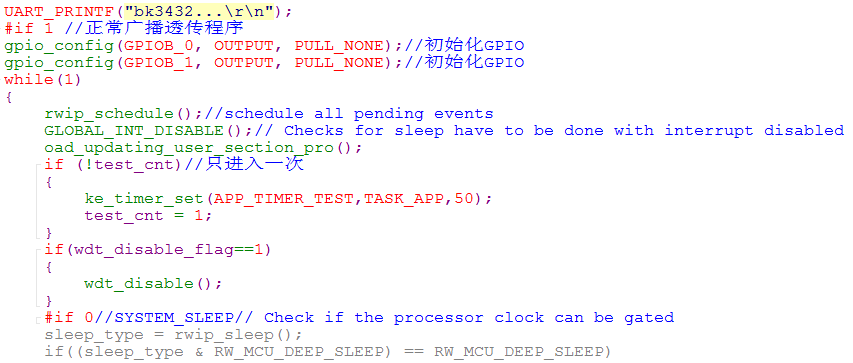 UART_PRINTF("bk3432...\r\n");
#if 1 //正常广播透传程序
gpio_config(GPIOB_0, OUTPUT, PULL_NONE);//初始化GPIO
gpio_config(GPIOB_1, OUTPUT, PULL_NONE);//初始化GPIO
while(1)
{
    rwip_schedule();//schedule all pending events
    GLOBAL_INT_DISABLE();// Checks for sleep have to be done with interrupt disabled
    oad_updating_user_section_pro();
    if (!test_cnt)//只进入一次
    {
        ke_timer_set(APP_TIMER_TEST,TASK_APP,50);
        test_cnt = 1;
    }
    if(wdt_disable_flag==1)
    {
        wdt_disable();
    }
    #if 0//SYSTEM_SLEEP// Check if the processor clock can be gated
    sleep_type = rwip_sleep();
    if((sleep_type & RW_MCU_DEEP_SLEEP) == RW_MCU_DEEP_SLEEP)